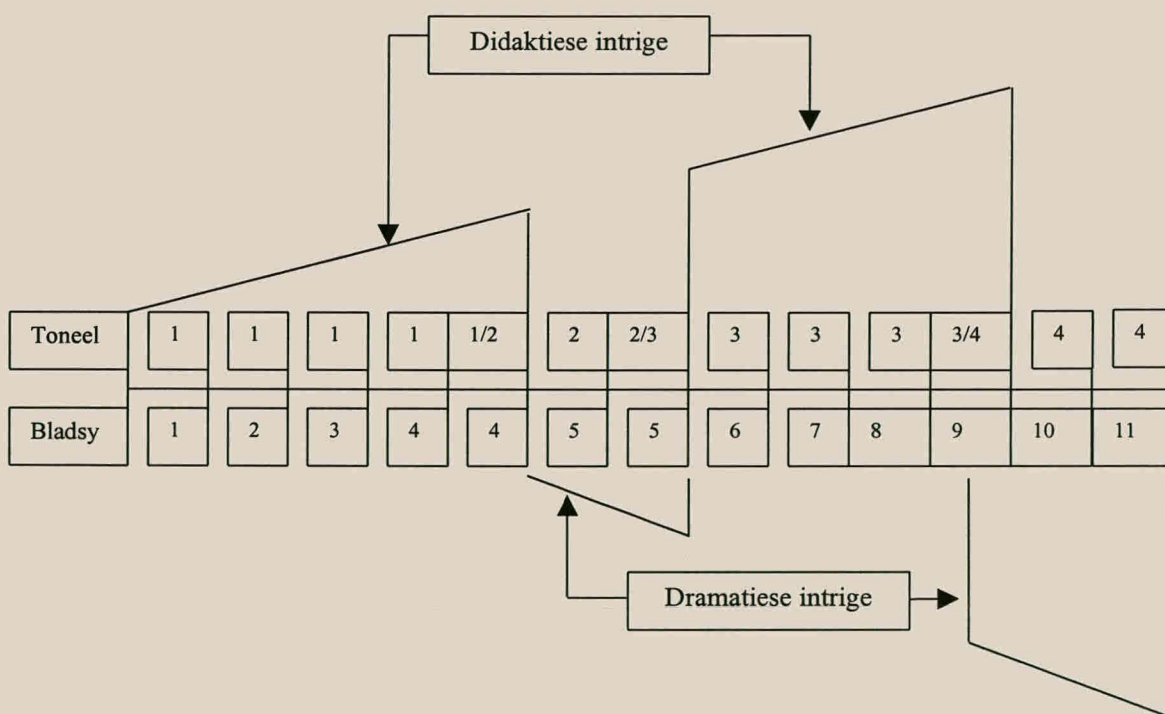 Didaktiese intrige
Toneel 1 1 1 1 1/2 2 2/3 3 3 3 3/4 4 4
Bladsy 1 2 3 4 4 5 5 6 7 8 9 10 11
Dramatiese intrige